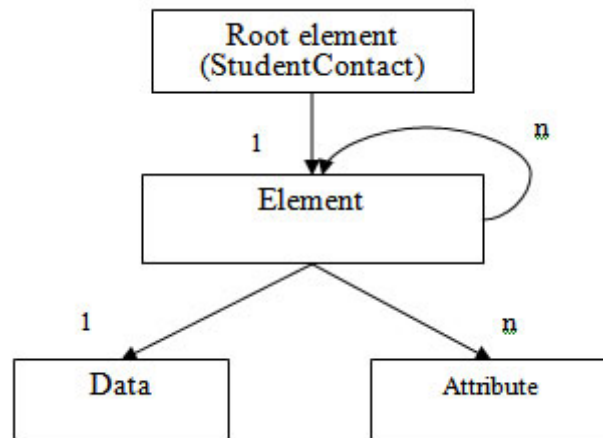 Root element
(StudentContact)
1
n
Element
1
n
Data
Attribute